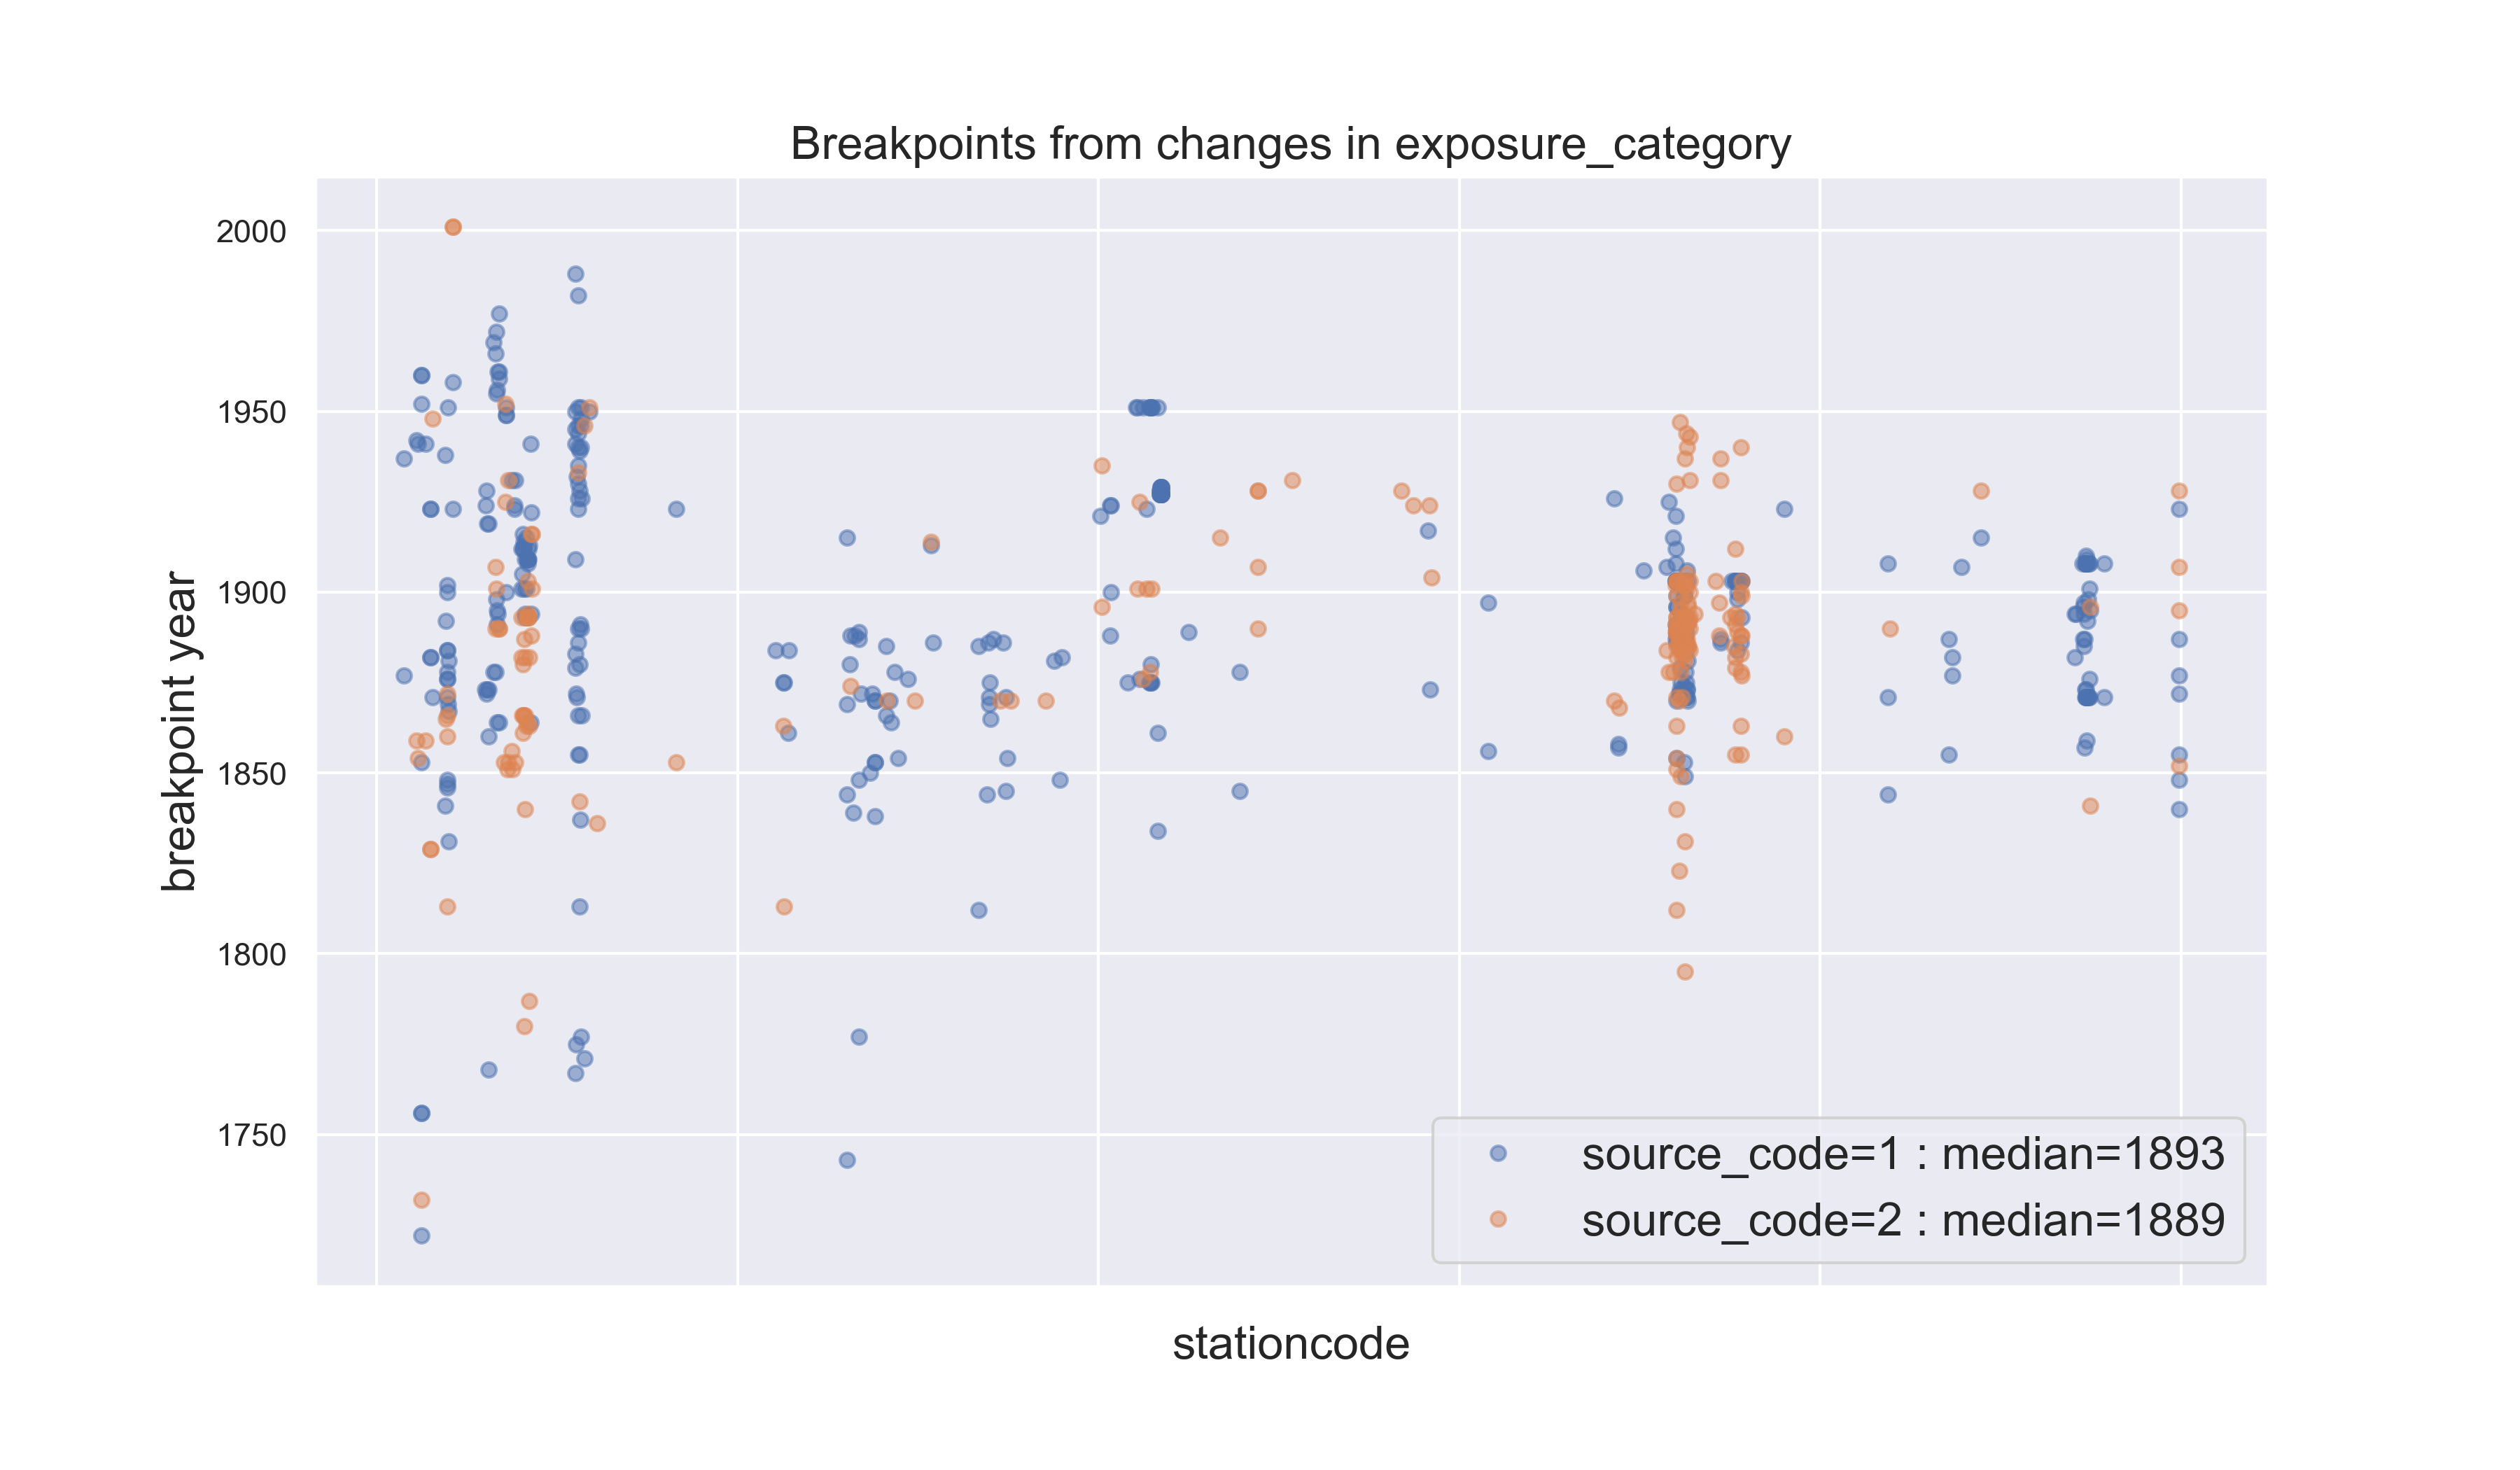 Breakpoints from changes in exposure_category
2000
1950
1900
1850
1800
1750
breakpoint year
source_code=1 : median=1893
source_code=2 : median=1889
stationcode